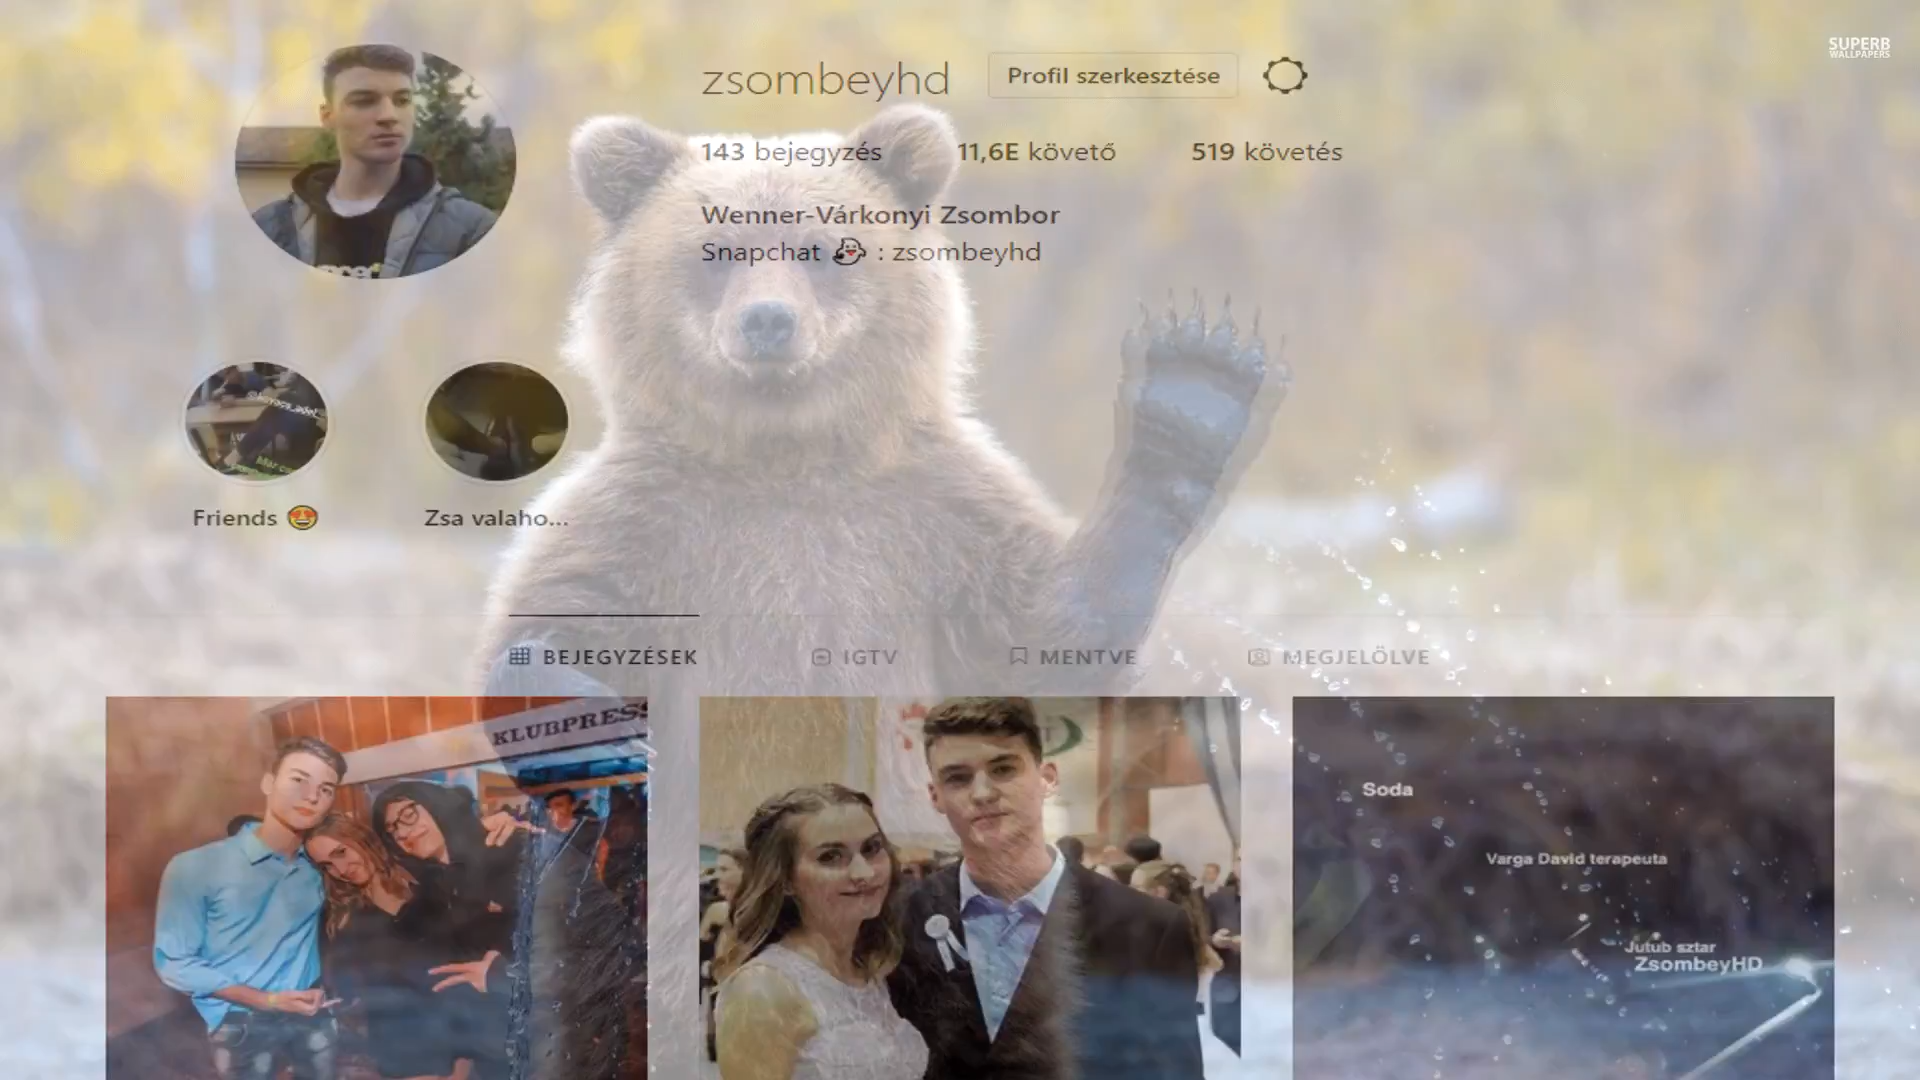 SUPERB
WALLPAPERS
zsombeyhd
Profil szerkesztése
143 bejegyzés
11,6E követő
519 követés
Wenner-Várkonyi Zsombor
Snapchat 👻 : zsombeyhd
Friends 😍
Zsa valaho...
BEJEGYZÉSEK
IGTV
MENTVE
MEGJELÖLVE
KLUBPRESS
Soda
Varga David terapeuta
Jutub sztar
ZsombeyHD